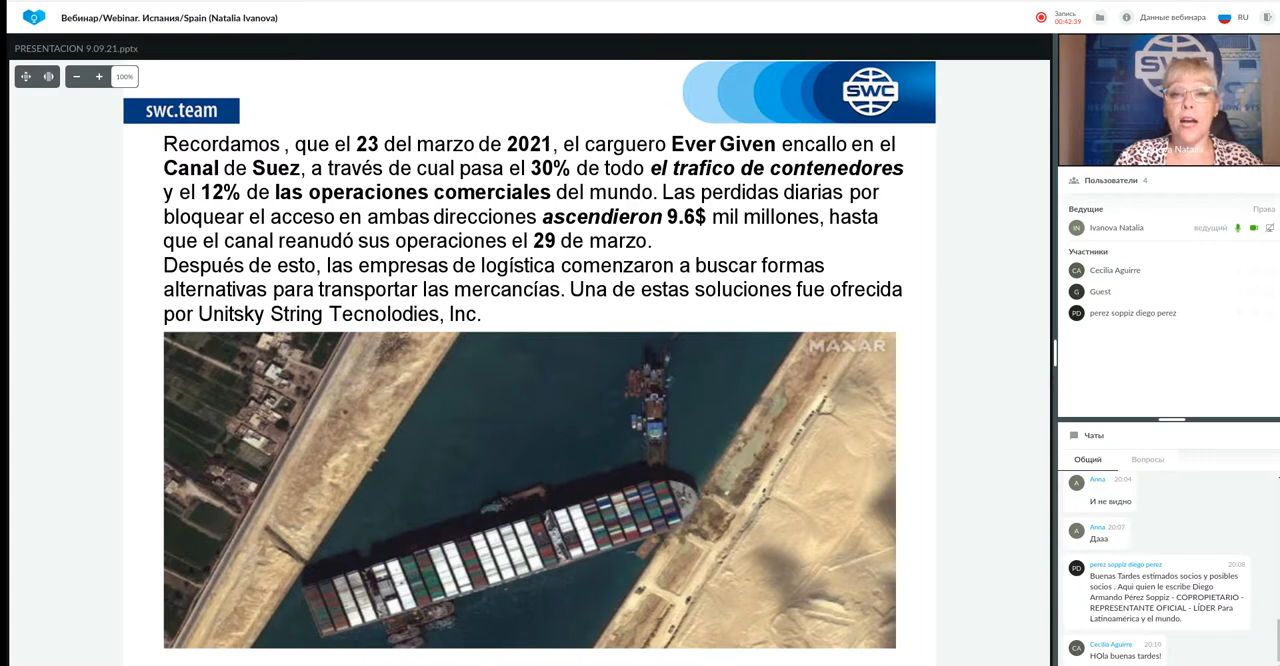 Вебинар/Webinar. Испания/Spain (Natalia Ivanova)
Запись
00:42:39
Данные вебинара
RU
PRESENTACION 9.09.21.pptx
100%
swc.team
SWC
Recordamos , que el 23 del marzo de 2021, el carguero Ever Given encallo en el
Canal de Suez, a través de cual pasa el 30% de todo el trafico de contenedores
y el 12% de las operaciones comerciales del mundo. Las perdidas diarias por
bloquear el acceso en ambas direcciones ascendieron 9.6$ mil millones, hasta
que el canal reanudó sus operaciones el 29 de marzo.
Después de esto, las empresas de logística comenzaron a buscar formas
alternativas para transportar las mercancías. Una de estas soluciones fue ofrecida
por Unitsky String Tecnolodies, Inc.
MAXAR
Пользователи 4
Ведущие Права
IN Ivanova Natalia ведущий
Участники
CA Cecilia Aguirre
G Guest
PD perez soppiz diego perez
Чаты
Общий Вопросы
A Anna 20:04
И не видно
A Anna 20:07
Дааа
PD perez soppiz diego perez 20:08
Buenas Tardes estimados socios y posibles
socios . Aqui quien le escribe Diego
Armando Pérez Soppiz - COPROPIETARIO -
REPRESENTANTE OFICIAL - LÍDER Para
Latinoamérica y el mundo.
CA Cecilia Aguirre 20:10
HOla buenas tardes!